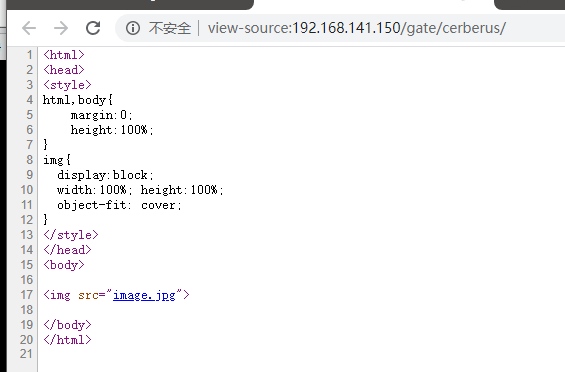 不安全 | view-source:192.168.141.150/gate/cerberus/
1 <html>
2 <head>
3 <style>
4 html,body{
5 margin:0;
6 height:100%;
7 }
8 img{
9 display:block;
10 width:100%; height:100%;
11 object-fit: cover;
12 }
13 </style>
14 </head>
15 <body>
16
17 <img src="image.jpg">
18
19 </body>
20 </html>
21